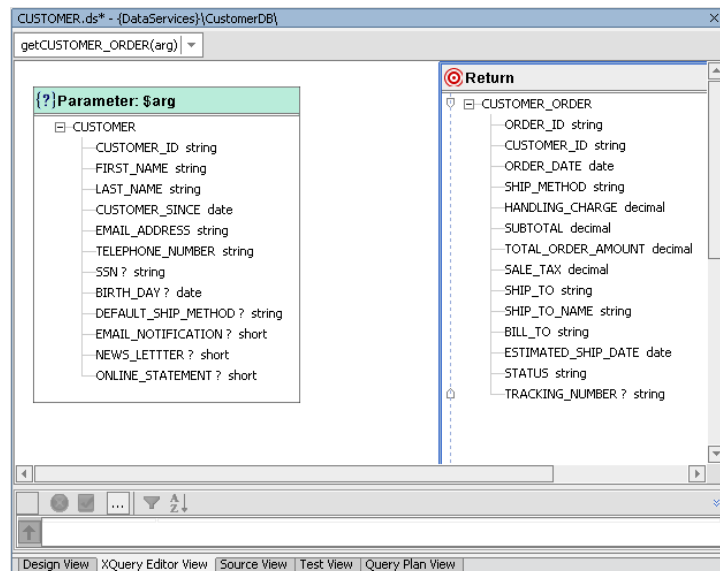 CUSTOMER.ds* - {DataServices}\CustomerDB\
getCUSTOMER_ORDER(arg)
{?} Parameter: $arg
CUSTOMER
CUSTOMER_ID string
FIRST_NAME string
LAST_NAME string
CUSTOMER_SINCE date
EMAIL_ADDRESS string
TELEPHONE_NUMBER string
SSN ? string
BIRTH_DAY ? date
DEFAULT_SHIP_METHOD ? string
EMAIL_NOTIFICATION ? short
NEWS_LETTTER ? short
ONLINE_STATEMENT ? short
Return
CUSTOMER_ORDER
ORDER_ID string
CUSTOMER_ID string
ORDER_DATE date
SHIP_METHOD string
HANDLING_CHARGE decimal
SUBTOTAL decimal
TOTAL_ORDER_AMOUNT decimal
SALE_TAX decimal
SHIP_TO string
SHIP_TO_NAME string
BILL_TO string
ESTIMATED_SHIP_DATE date
STATUS string
TRACKING_NUMBER ? string
... A Z
Design View XQuery Editor View Source View Test View Query Plan View